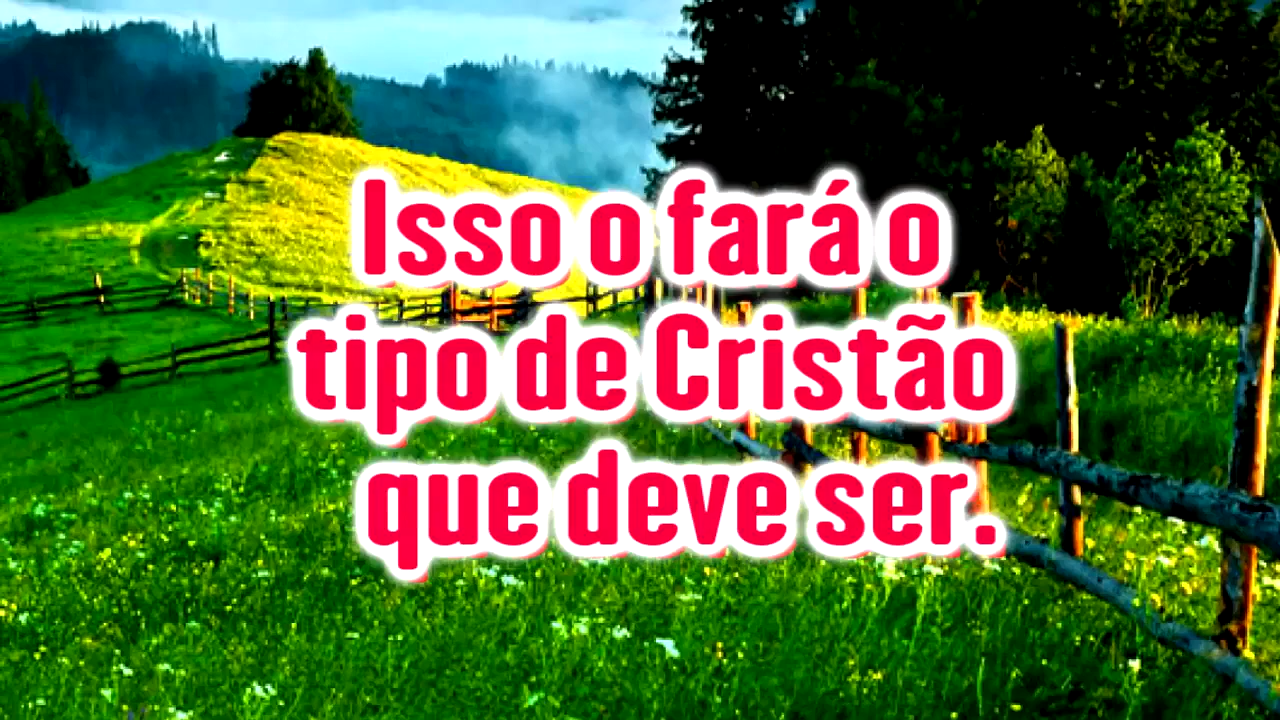 Isso o fará o
tipo de Cristão
que deve ser.